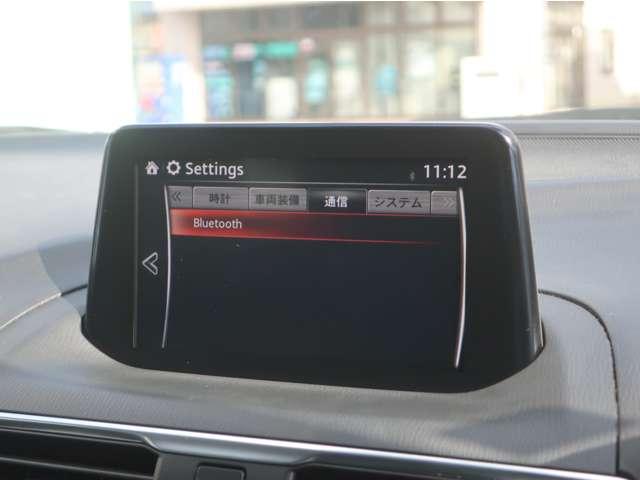 Settings 11:12
<< 時計 車両装備 通信 システム >>
Bluetooth